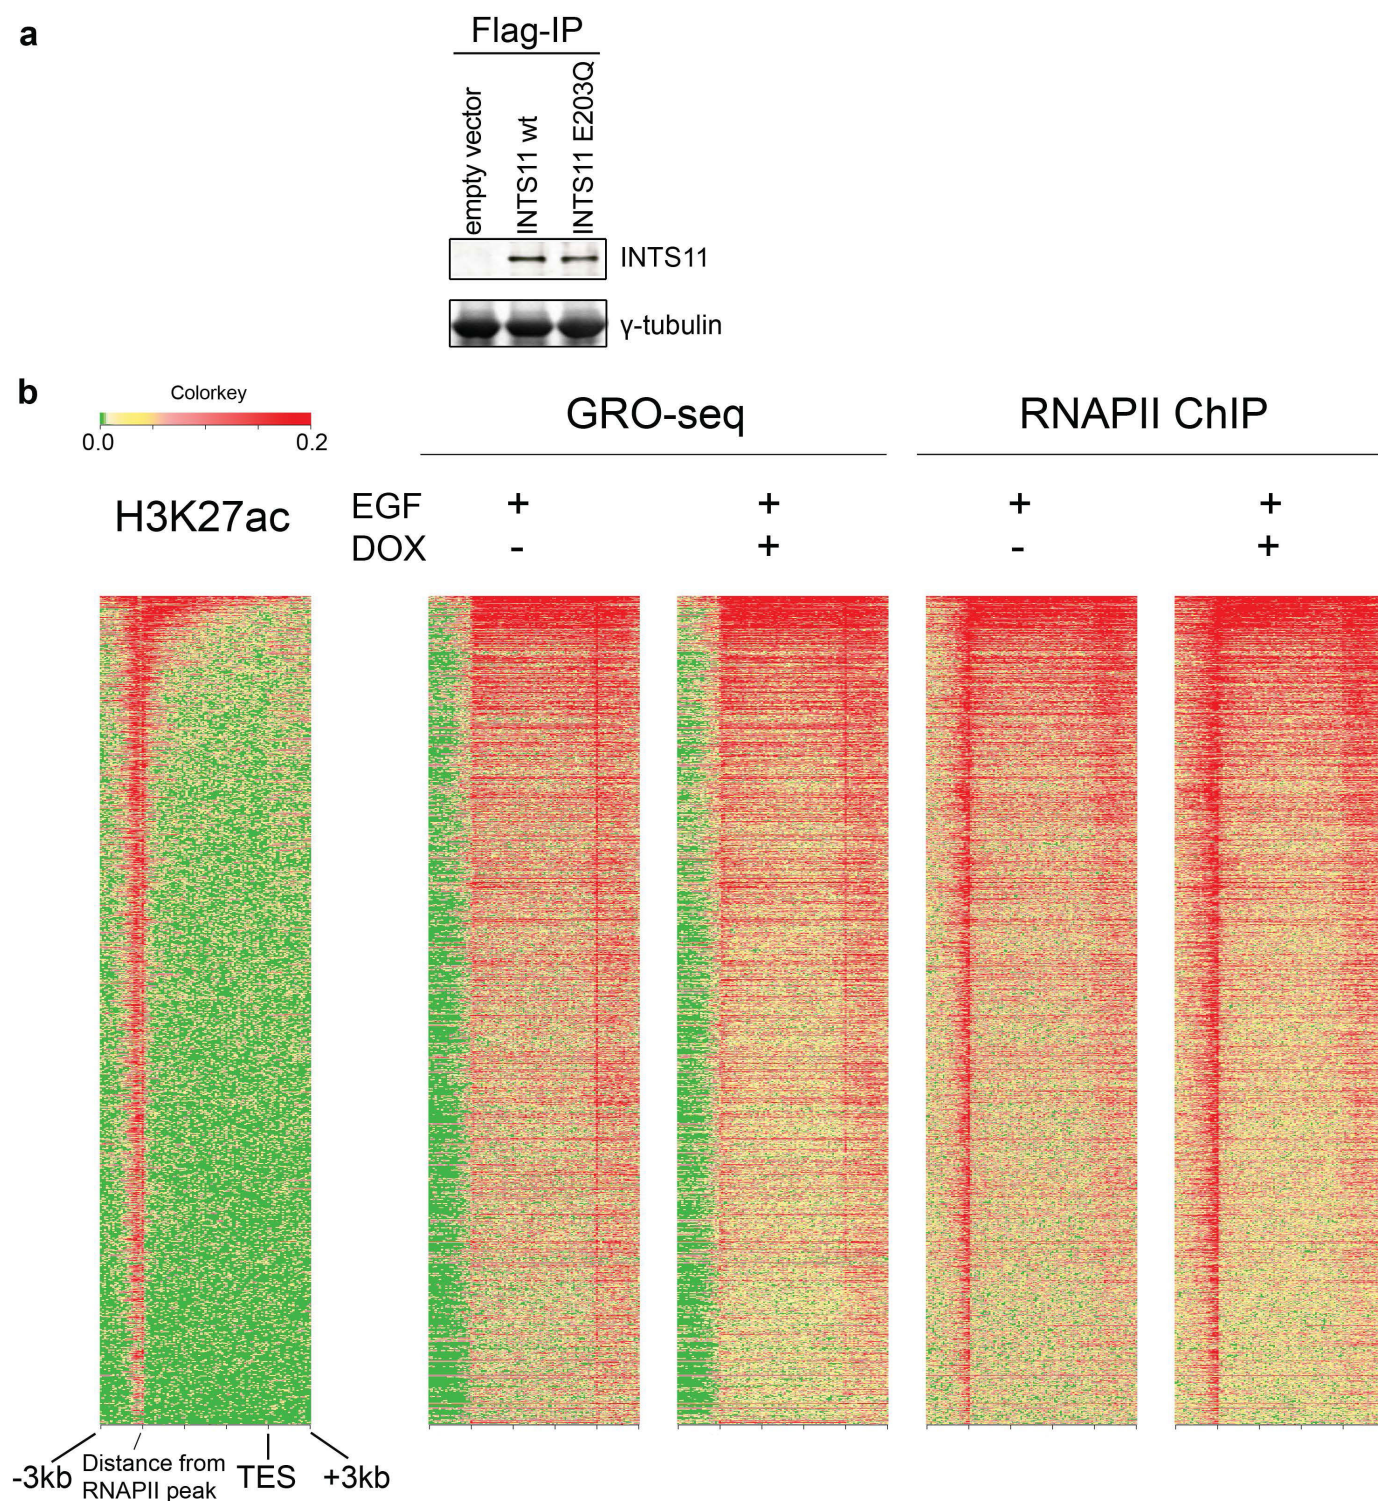 a
Flag-IP
empty vector
INTS11 wt
INTS11 E203Q
INTS11
γ-tubulin
b
Colorkey
0.0 0.2
GRO-seq RNAPII ChIP
H3K27ac
EGF + + + +
DOX - + - +
-3kb Distance from RNAPII peak TES +3kb